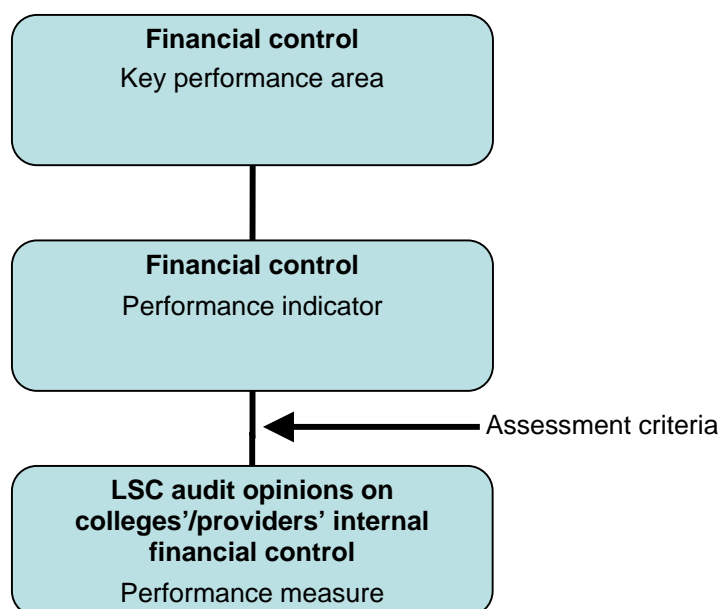 Financial control
Key performance area
Financial control
Performance indicator
Assessment criteria
LSC audit opinions on
colleges’/providers’ internal
financial control
Performance measure